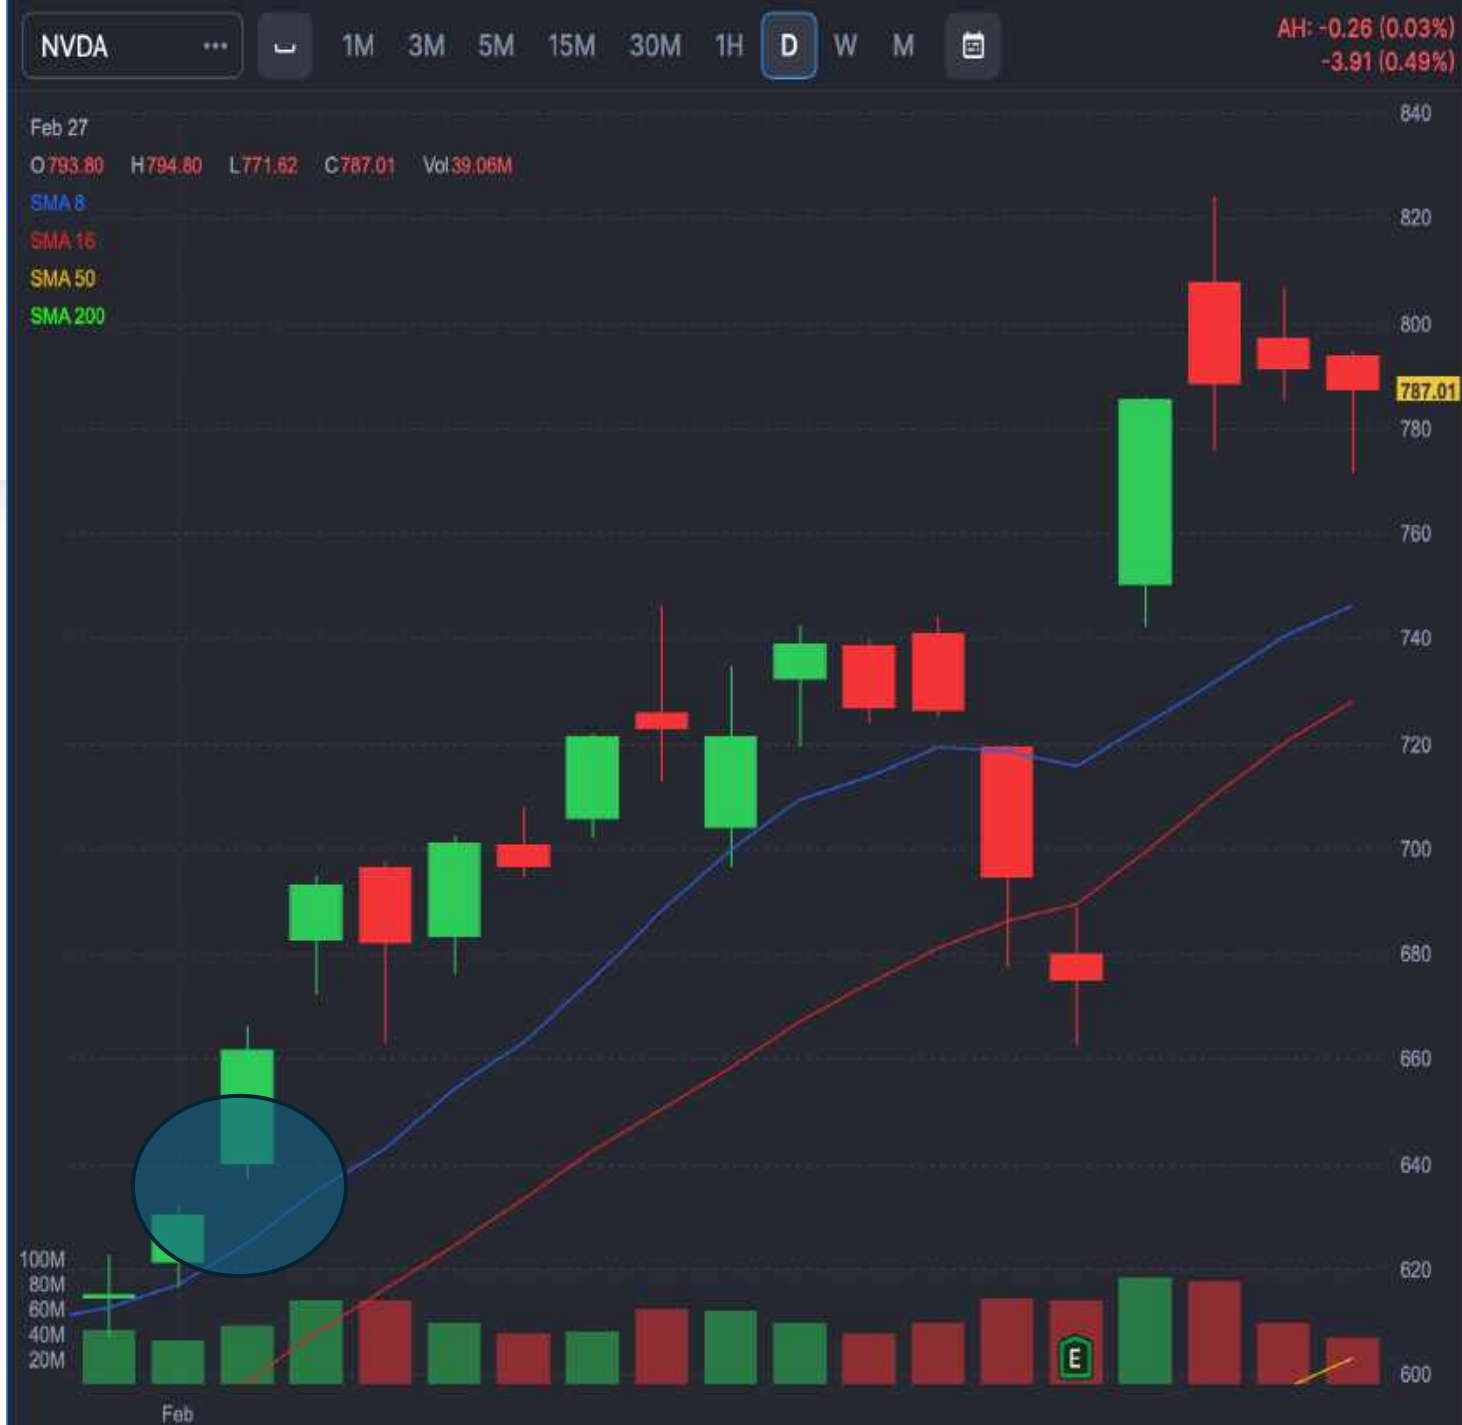 NVDA ••• 1M 3M 5M 15M 30M 1H D W M
AH: -0.26 (0.03%)
-3.91 (0.49%)
Feb 27
O793.80 H794.80 L771.62 C787.01 Vol39.06M
SMA 8
SMA 16
SMA 50
SMA 200
840
820
800
787.01
780
760
740
720
700
680
660
640
620
600
100M
80M
60M
40M
20M
E
Feb